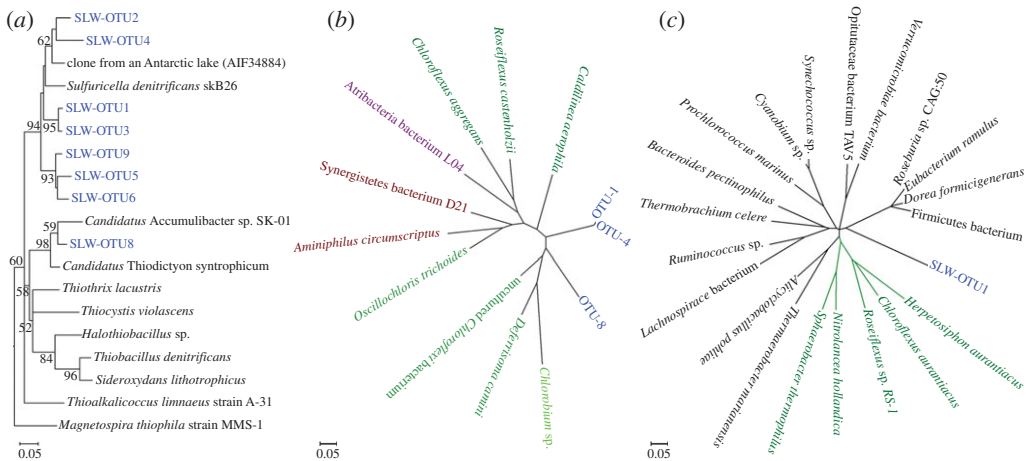 (a)
SLW-OTU2
62
SLW-OTU4
clone from an Antarctic lake (AIF34884)
Sulfuricella denitrificans skB26
SLW-OTU1
94
95
SLW-OTU3
SLW-OTU9
93
SLW-OTU5
SLW-OTU6
59
Candidatus Accumulibacter sp. SK-01
98
SLW-OTU8
60
Candidatus Thiodictyon syntrophicum
58
Thiothrix lacustris
Thiocystis violascens
52
Halothiobacillus sp.
84
Thiobacillus denitrificans
96
Sideroxydans lithotrophicus
Thioalkalicoccus limnaeus strain A-31
Magnetospira thiophila strain MMS-1
0.05
(b)
Chloroflexus aggregans
Roseiflexus castenholzii
Caldilinea aerophila
Atribacteria bacterium L04
Synergistetes bacterium D21
Aminiphilus circumscriptus
Oscillochloris trichoides
uncultured Chloroflexi bacterium
Deferrisoma camini
Chlorobium sp.
OTU-1
OTU-4
OTU-8
0.05
(c)
Opitutaceae bacterium TAV5
Verrucomicrobiae bacterium
Synechococcus sp.
Cyanobium sp.
Prochlorococcus marinus
Bacteroides pectinophilus
Thermobrachium celere
Ruminococcus sp.
Lachnospirace bacterium
Alicyclobacillus pohliae
Thermaerobacter marianensis
Sphaerobacter thermophilus
Nitrolancea hollandica
Roseiflexus sp. RS-1
Chloroflexus aurantiacus
Herpetosiphon aurantiacus
SLW-OTU1
Firmicutes bacterium
Dorea formicigenerans
Eubacterium ramulus
Roseburia sp. CAG:50
0.05